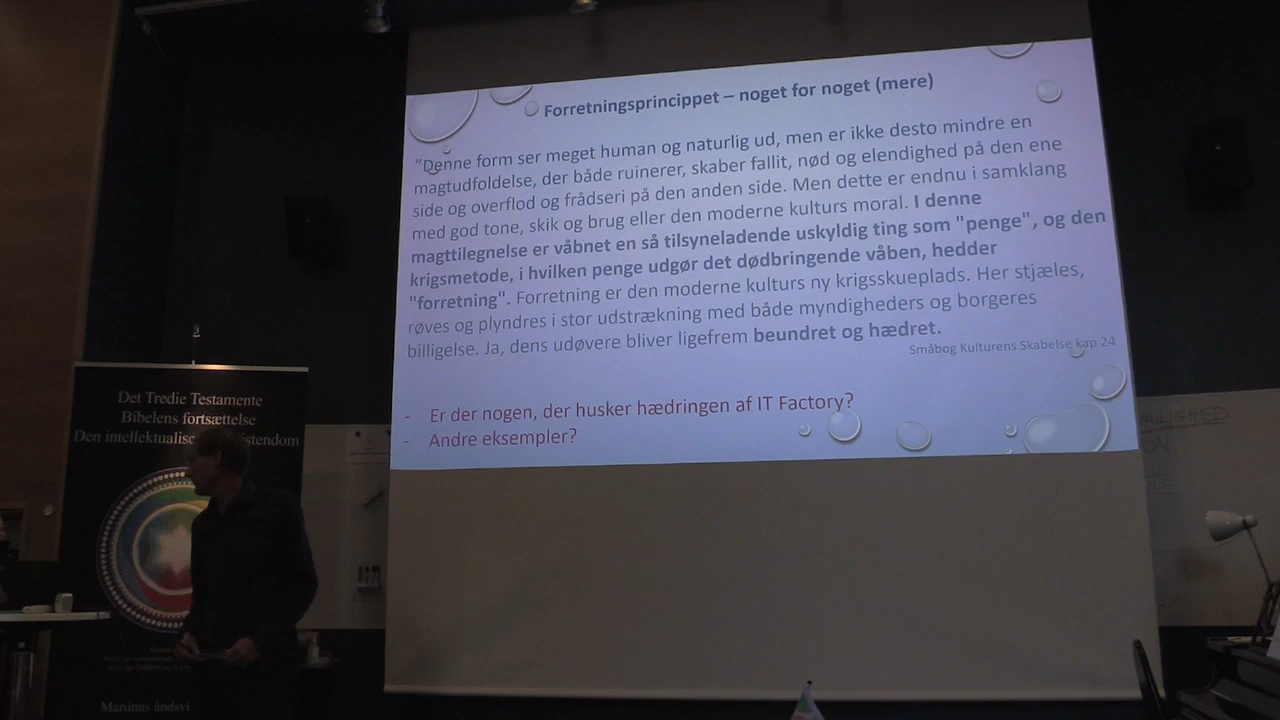 Forretningsprincippet – noget for noget (mere)
"Denne form ser meget human og naturlig ud, men er ikke desto mindre en
magtudfoldelse, der både ruinerer, skaber fallit, nød og elendighed på den ene
side og overflod og frådseri på den anden side. Men dette er endnu i samklang
med god tone, skik og brug eller den moderne kulturs moral. I denne
magttilegnelse er våbnet en så tilsyneladende uskyldig ting som "penge", og den
krigsmetode, i hvilken penge udgør det dødbringende våben, hedder
"forretning". Forretning er den moderne kulturs ny krigsskueplads. Her stjæles,
røves og plyndres i stor udstrækning med både myndigheders og borgeres
billigelse. Ja, dens udøvere bliver ligefrem beundret og hædret.
Småbog Kulturens Skabelse kap 24
- Er der nogen, der husker hædringen af IT Factory?
- Andre eksempler?
Det Tredie Testamente
Bibelens fortsættelse
Den intellektualise istendom
Martinus åndsvi
MILIGHED